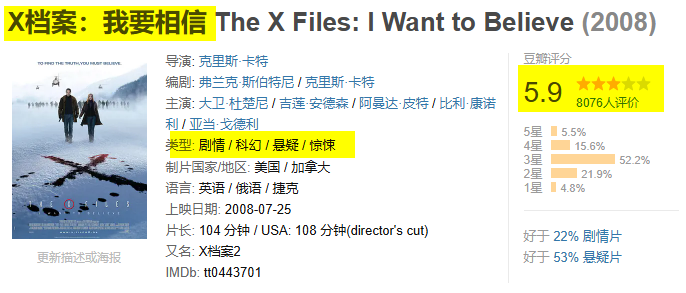 X档案：我要相信 The X Files: I Want to Believe (2008)
TO FIND THE TRUTH, YOU MUST BELIEVE
THE X FILES
I WANT TO BELIEVE
更新描述或海报
导演: 克里斯·卡特
编剧: 弗兰克·斯伯特尼 / 克里斯·卡特
主演: 大卫·杜楚尼 / 吉莲·安德森 / 阿曼达·皮特 / 比利·康诺
利 / 亚当·戈德利
类型: 剧情 / 科幻 / 悬疑 / 惊悚
制片国家/地区: 美国 / 加拿大
语言: 英语 / 俄语 / 捷克
上映日期: 2008-07-25
片长: 104 分钟 / USA: 108 分钟(director's cut)
又名: X档案2
IMDb: tt0443701
豆瓣评分
5.9
8076人评价
5星 5.5%
4星 15.6%
3星 52.2%
2星 21.9%
1星 4.8%
好于 22% 剧情片
好于 53% 悬疑片